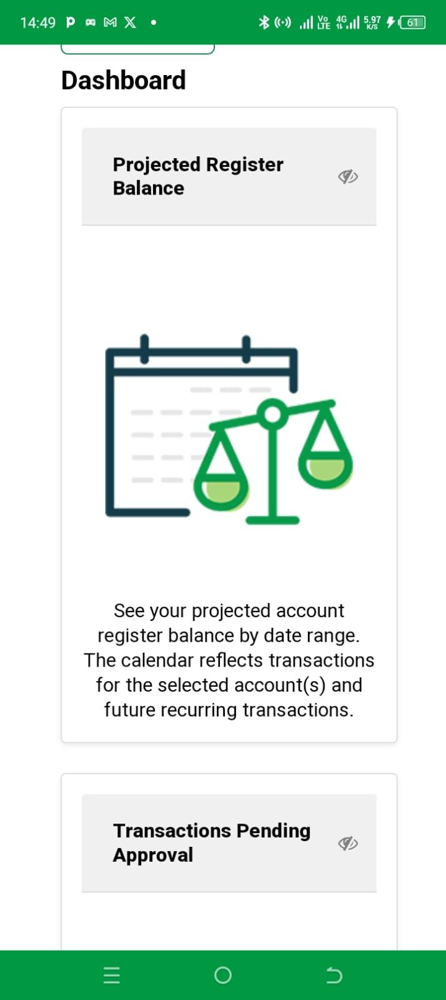 14:49 P M X • Vo LTE 4G 5.97 K/S 61
Dashboard
Projected Register
Balance
See your projected account
register balance by date range.
The calendar reflects transactions
for the selected account(s) and
future recurring transactions.
Transactions Pending
Approval